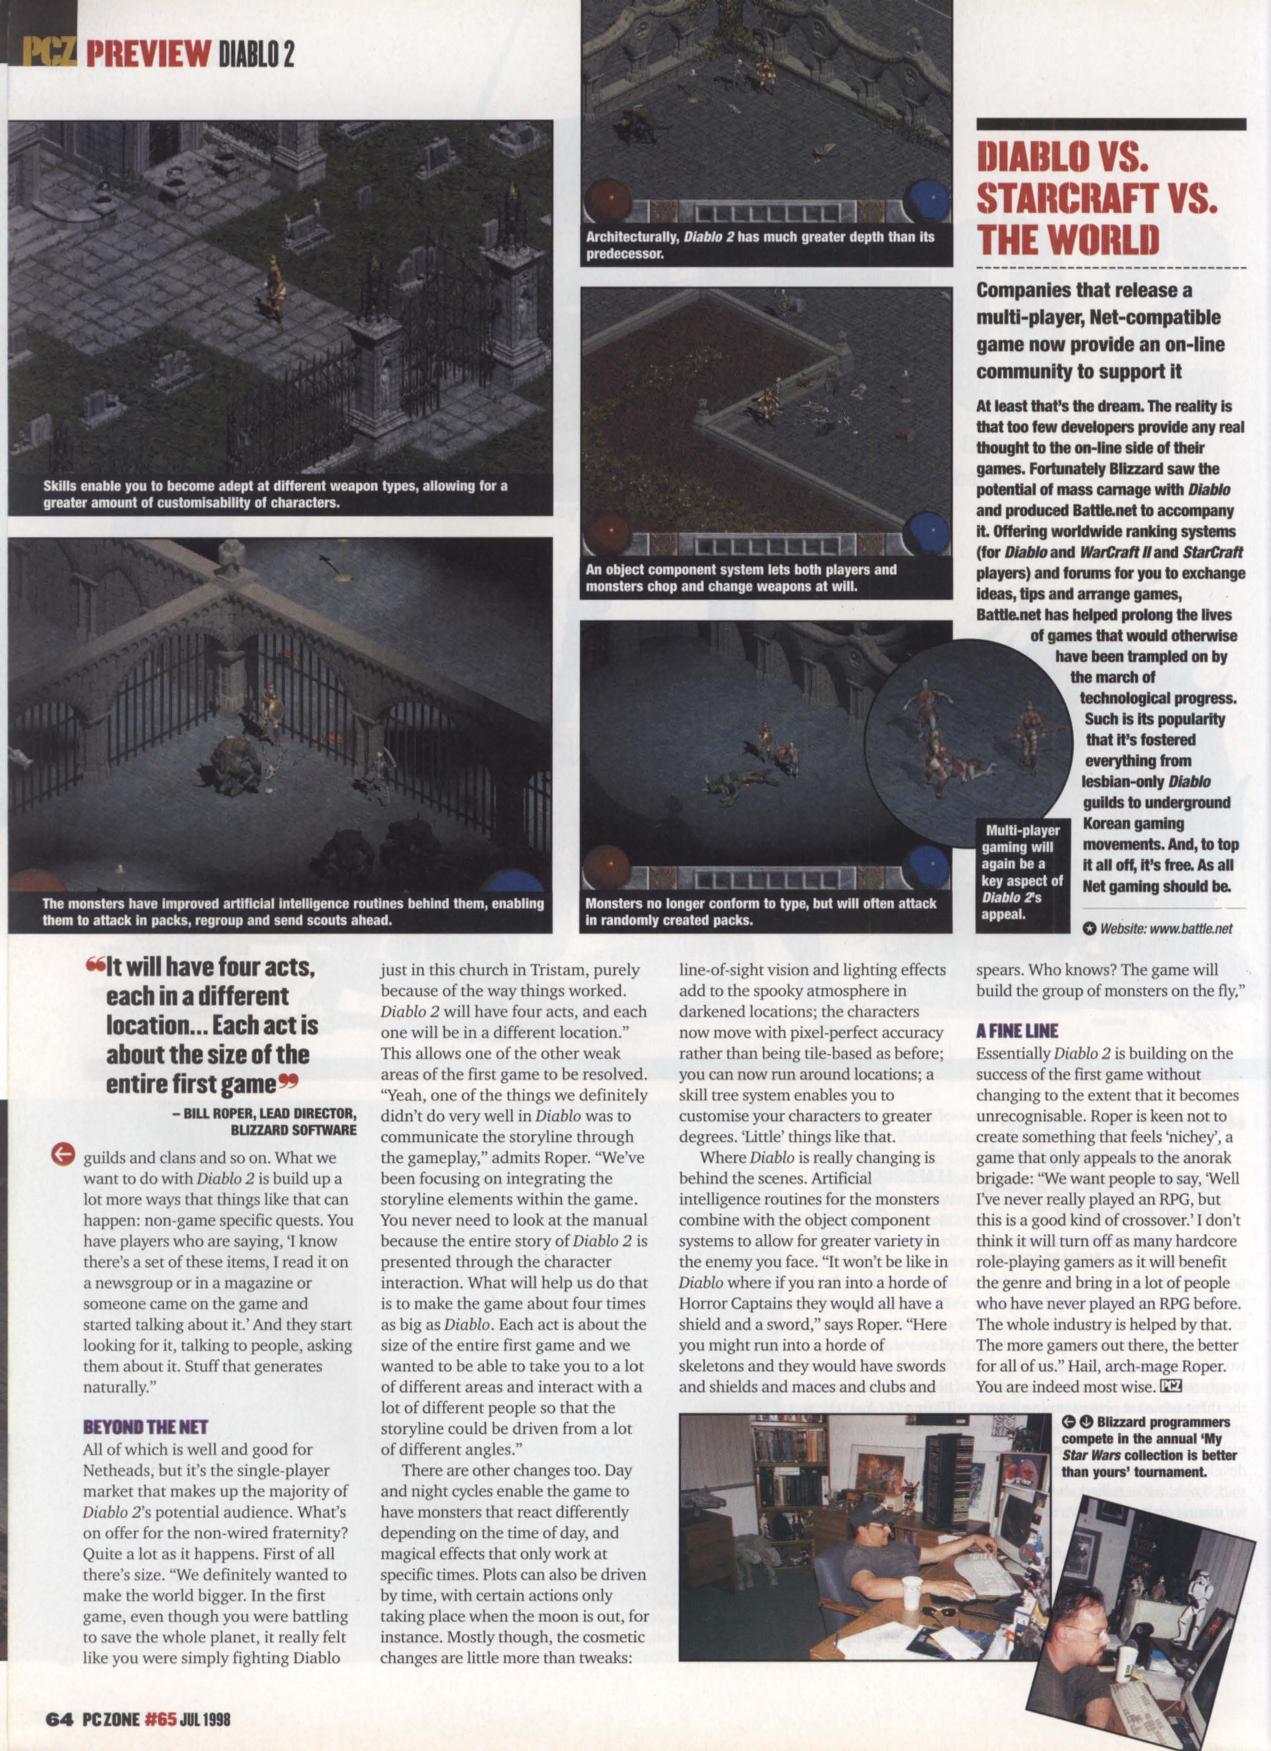 PCZ PREVIEW DIABLO 2
Skills enable you to become adept at different weapon types, allowing for a
greater amount of customisability of characters.
The monsters have improved artificial intelligence routines behind them, enabling
them to attack in packs, regroup and send scouts ahead.
Architecturally, Diablo 2 has much greater depth than its
predecessor.
An object component system lets both players and
monsters chop and change weapons at will.
Monsters no longer conform to type, but will often attack
in randomly created packs.
Multi-player
gaming will
again be a
key aspect of
Diablo 2's
appeal.
DIABLO VS.
STARCRAFT VS.
THE WORLD
Companies that release a
multi-player, Net-compatible
game now provide an on-line
community to support it
At least that's the dream. The reality is
that too few developers provide any real
thought to the on-line side of their
games. Fortunately Blizzard saw the
potential of mass carnage with Diablo
and produced Battle.net to accompany
it. Offering worldwide ranking systems
(for Diablo and WarCraft II and StarCraft
players) and forums for you to exchange
ideas, tips and arrange games,
Battle.net has helped prolong the lives
of games that would otherwise
have been trampled on by
the march of
technological progress.
Such is its popularity
that it's fostered
everything from
lesbian-only Diablo
guilds to underground
Korean gaming
movements. And, to top
it all off, it's free. As all
Net gaming should be.
Website: www.battle.net
“It will have four acts,
each in a different
location... Each act is
about the size of the
entire first game”
– BILL ROPER, LEAD DIRECTOR,
BLIZZARD SOFTWARE
guilds and clans and so on. What we
want to do with Diablo 2 is build up a
lot more ways that things like that can
happen: non-game specific quests. You
have players who are saying, ‘I know
there's a set of these items, I read it on
a newsgroup or in a magazine or
someone came on the game and
started talking about it.’ And they start
looking for it, talking to people, asking
them about it. Stuff that generates
naturally.”
BEYOND THE NET
All of which is well and good for
Netheads, but it's the single-player
market that makes up the majority of
Diablo 2's potential audience. What's
on offer for the non-wired fraternity?
Quite a lot as it happens. First of all
there's size. “We definitely wanted to
make the world bigger. In the first
game, even though you were battling
to save the whole planet, it really felt
like you were simply fighting Diablo
just in this church in Tristam, purely
because of the way things worked.
Diablo 2 will have four acts, and each
one will be in a different location.”
This allows one of the other weak
areas of the first game to be resolved.
“Yeah, one of the things we definitely
didn't do very well in Diablo was to
communicate the storyline through
the gameplay,” admits Roper. “We've
been focusing on integrating the
storyline elements within the game.
You never need to look at the manual
because the entire story of Diablo 2 is
presented through the character
interaction. What will help us do that
is to make the game about four times
as big as Diablo. Each act is about the
size of the entire first game and we
wanted to be able to take you to a lot
of different areas and interact with a
lot of different people so that the
storyline could be driven from a lot
of different angles.”
There are other changes too. Day
and night cycles enable the game to
have monsters that react differently
depending on the time of day, and
magical effects that only work at
specific times. Plots can also be driven
by time, with certain actions only
taking place when the moon is out, for
instance. Mostly though, the cosmetic
changes are little more than tweaks:
line-of-sight vision and lighting effects
add to the spooky atmosphere in
darkened locations; the characters
now move with pixel-perfect accuracy
rather than being tile-based as before;
you can now run around locations; a
skill tree system enables you to
customise your characters to greater
degrees. ‘Little’ things like that.
Where Diablo is really changing is
behind the scenes. Artificial
intelligence routines for the monsters
combine with the object component
systems to allow for greater variety in
the enemy you face. “It won't be like in
Diablo where if you ran into a horde of
Horror Captains they would all have a
shield and a sword,” says Roper. “Here
you might run into a horde of
skeletons and they would have swords
and shields and maces and clubs and
spears. Who knows? The game will
build the group of monsters on the fly.”
A FINE LINE
Essentially Diablo 2 is building on the
success of the first game without
changing to the extent that it becomes
unrecognisable. Roper is keen not to
create something that feels ‘nichey’, a
game that only appeals to the anorak
brigade: “We want people to say, ‘Well
I've never really played an RPG, but
this is a good kind of crossover.’ I don't
think it will turn off as many hardcore
role-playing gamers as it will benefit
the genre and bring in a lot of people
who have never played an RPG before.
The whole industry is helped by that.
The more gamers out there, the better
for all of us.” Hail, arch-mage Roper.
You are indeed most wise. PCZ
Blizzard programmers
compete in the annual ‘My
Star Wars collection is better
than yours’ tournament.
64 PC ZONE #65 JUL 1998